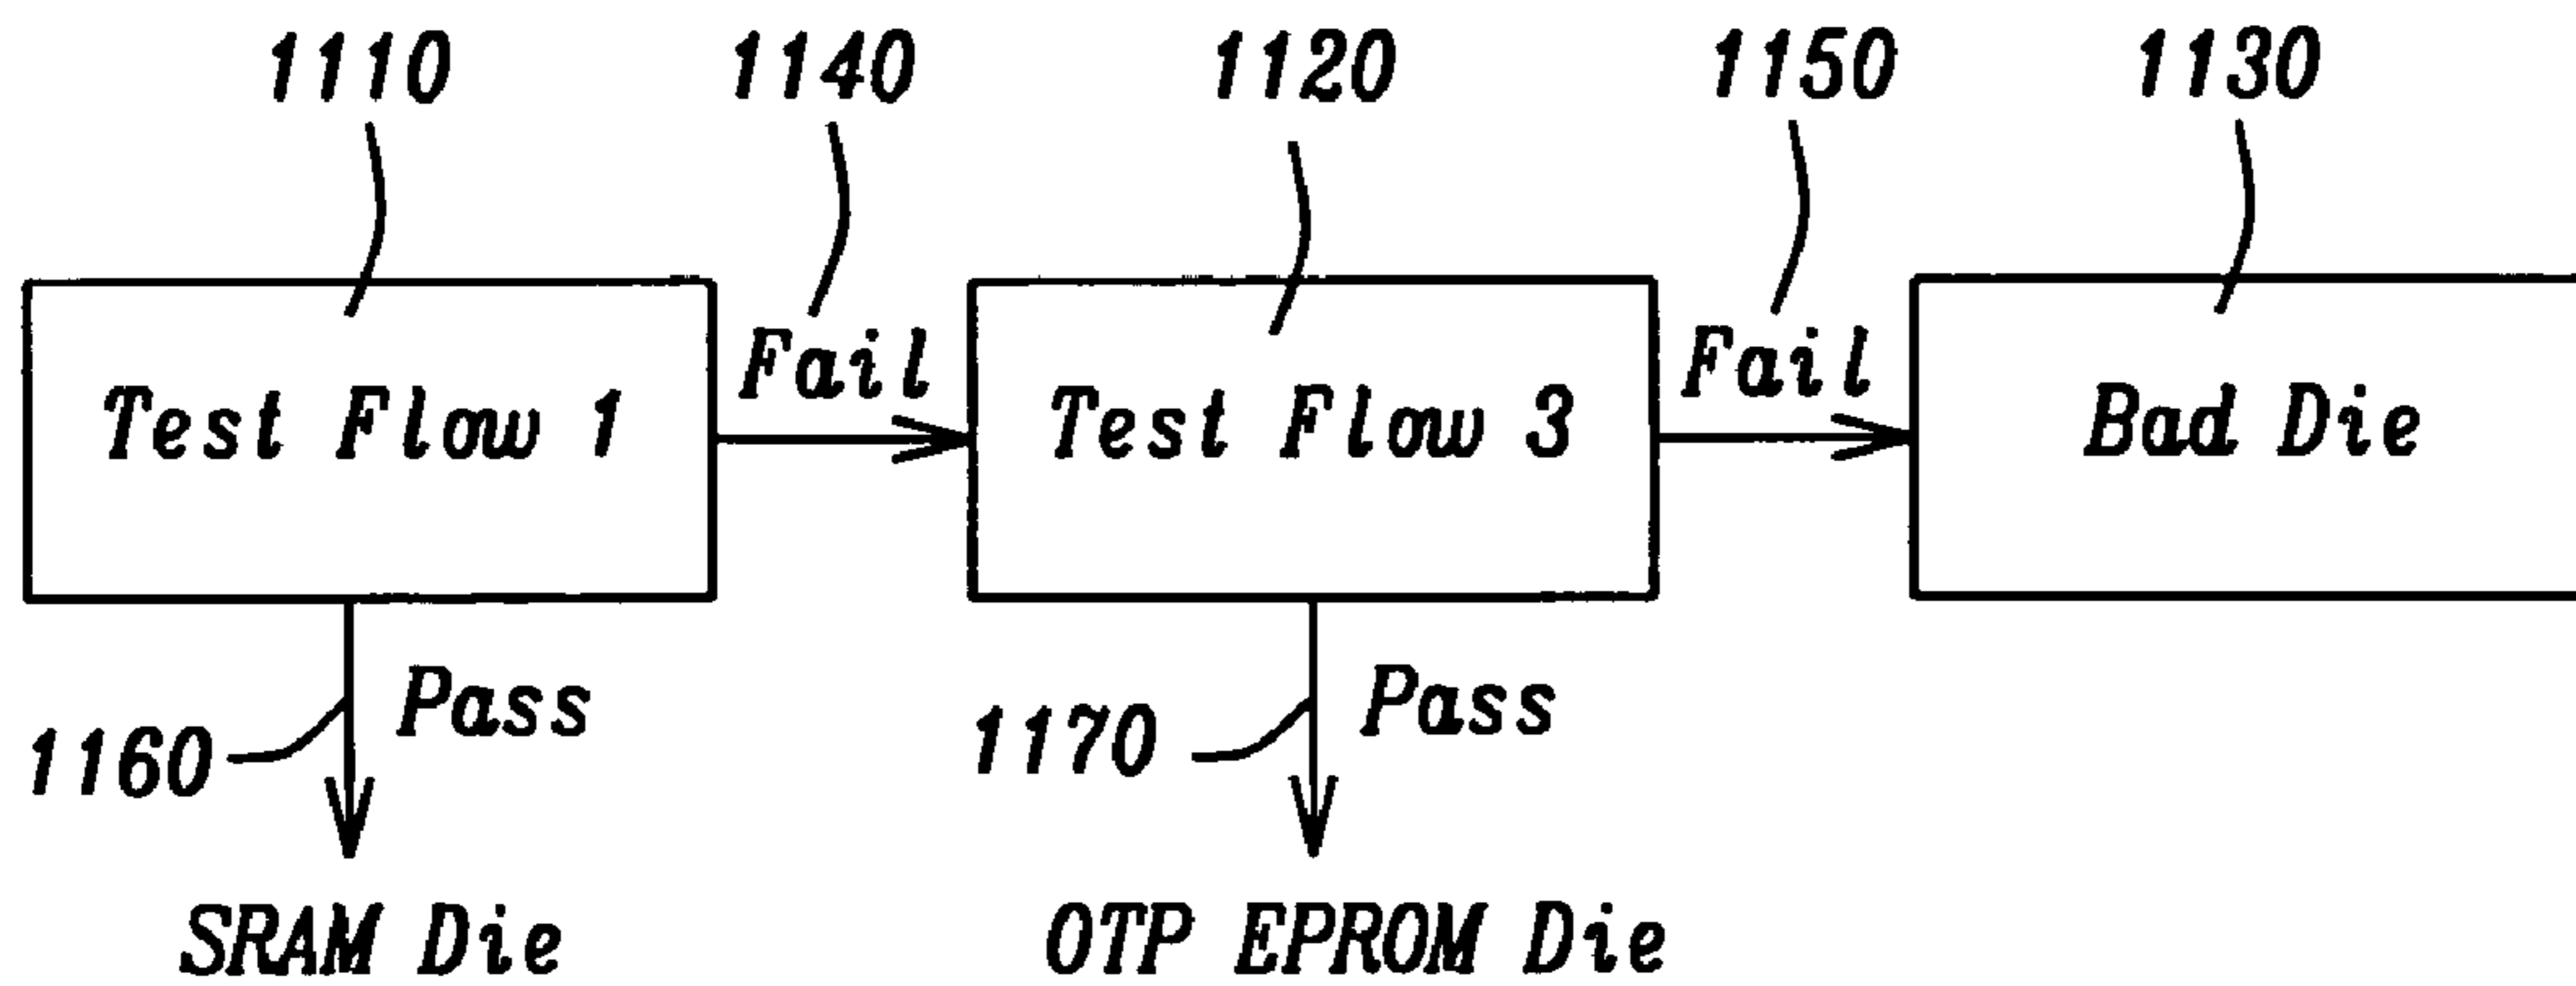 1110 1140 1120 1150 1130
Fail Fail
Test Flow 1 Test Flow 3 Bad Die
Pass Pass
1160 1170
SRAM Die OTP EPROM Die